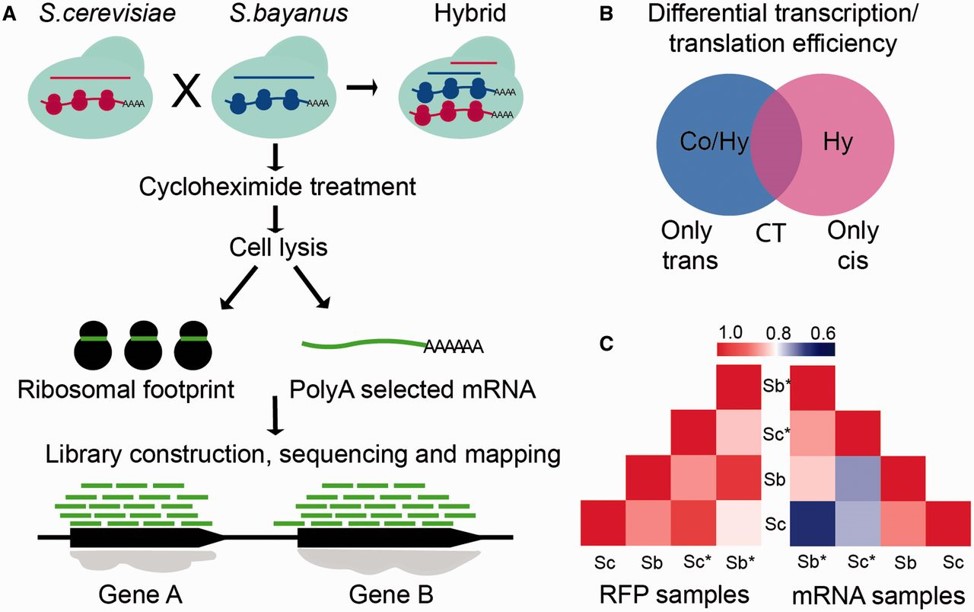 A
S.cerevisiae
S.bayanus
Hybrid
X
AAAA
AAAA
AAAA
AAAA
Cycloheximide treatment
Cell lysis
AAAAAA
Ribosomal footprint
PolyA selected mRNA
Library construction, sequencing and mapping
Gene A
Gene B
B
Differential transcription/
translation efficiency
Co/Hy
Hy
Only
trans
CT
Only
cis
C
1.0 0.8 0.6
Sb*
Sc*
Sb
Sc
Sc Sb Sc* Sb*
Sb* Sc* Sb Sc
RFP samples
mRNA samples